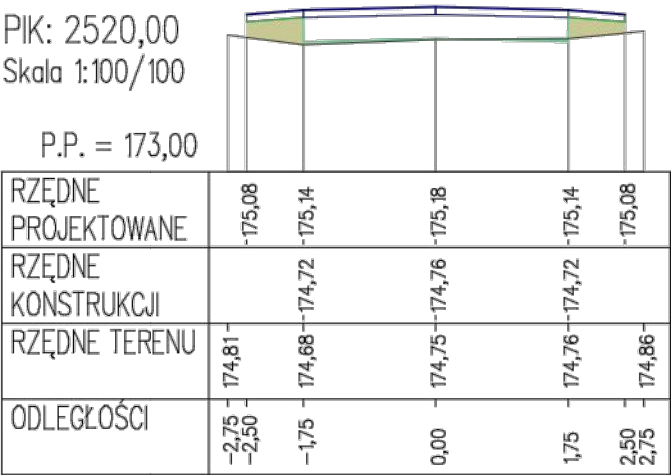 PIK: 2520,00
Skala 1:100/100
P.P. = 173,00
RZĘDNE
PROJEKTOWANE
175,08 175,14 175,18 175,14 175,08
RZĘDNE
KONSTRUKCJI
174,72 174,76 174,72
RZĘDNE TERENU
174,81 174,68 174,75 174,76 174,86
ODLEGŁOŚCI
-2,75 -2,50 -1,75 0,00 1,75 2,50 2,75